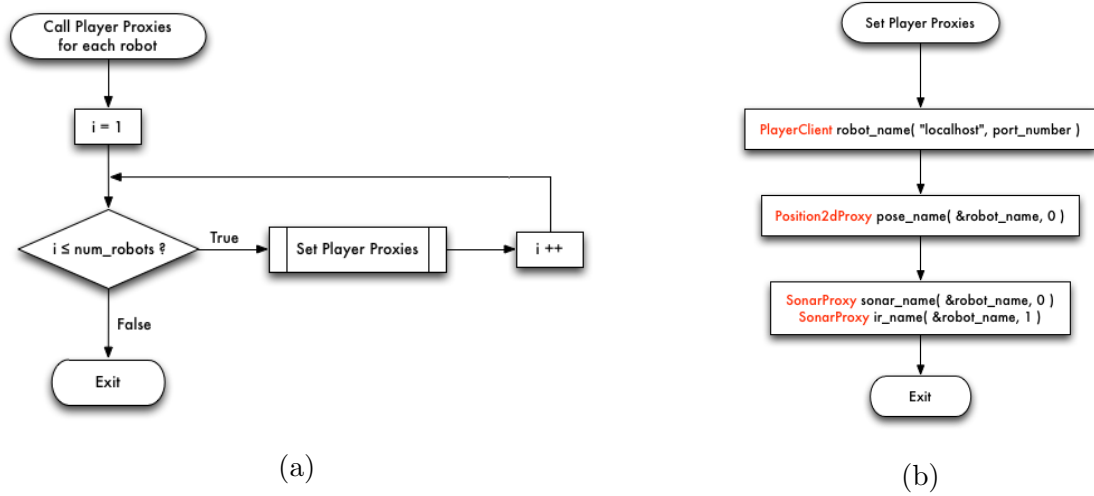 Call Player Proxies
for each robot
i = 1
i ≤ num_robots ?
True
Set Player Proxies
i ++
False
Exit
(a)
Set Player Proxies
PlayerClient robot_name( "localhost", port_number )
Position2dProxy pose_name( &robot_name, 0 )
SonarProxy sonar_name( &robot_name, 0 )
SonarProxy ir_name( &robot_name, 1 )
Exit
(b)